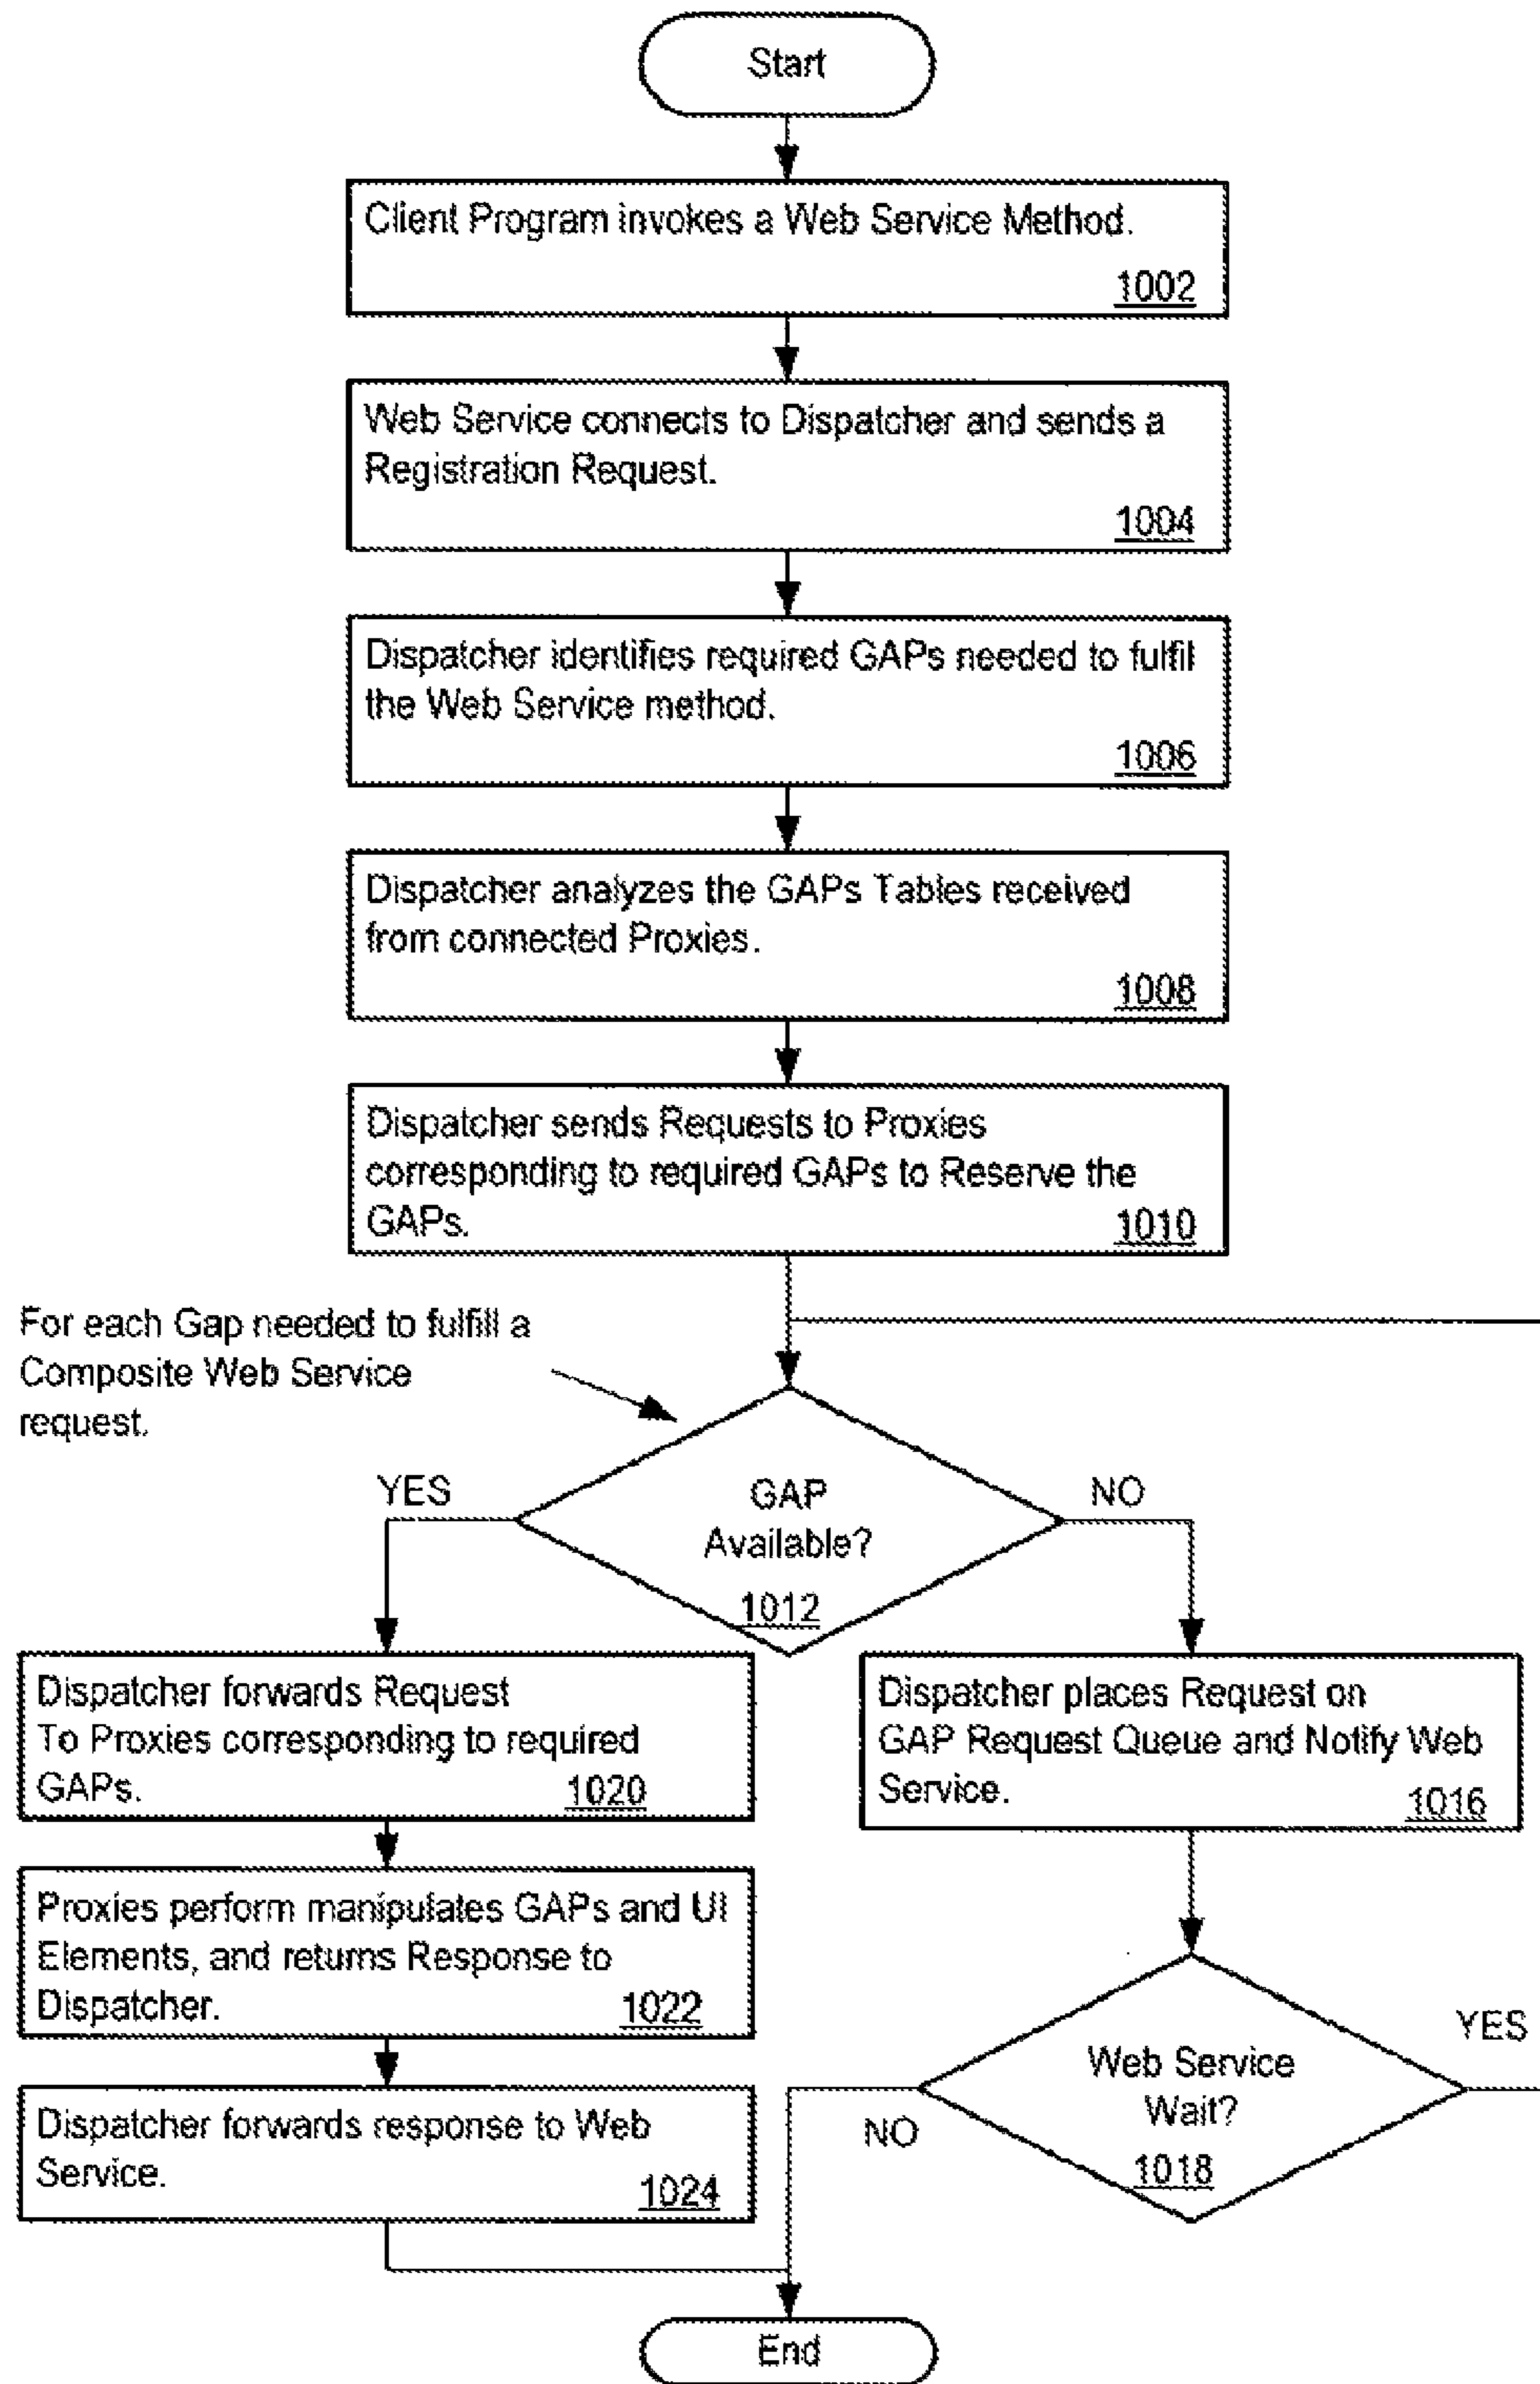 Start
Client Program invokes a Web Service Method.
1002
Web Service connects to Dispatcher and sends a
Registration Request.
1004
Dispatcher identifies required GAPs needed to fulfil
the Web Service method.
1006
Dispatcher analyzes the GAPs Tables received
from connected Proxies.
1008
Dispatcher sends Requests to Proxies
corresponding to required GAPs to Reserve the
GAPs.
1010
For each Gap needed to fulfill a
Composite Web Service
request.
YES
GAP
Available?
1012
NO
Dispatcher forwards Request
To Proxies corresponding to required
GAPs.
1020
Dispatcher places Request on
GAP Request Queue and Notify Web
Service.
1016
Proxies perform manipulates GAPs and UI
Elements, and returns Response to
Dispatcher.
1022
Web Service
Wait?
1018
YES
NO
Dispatcher forwards response to Web
Service.
1024
End